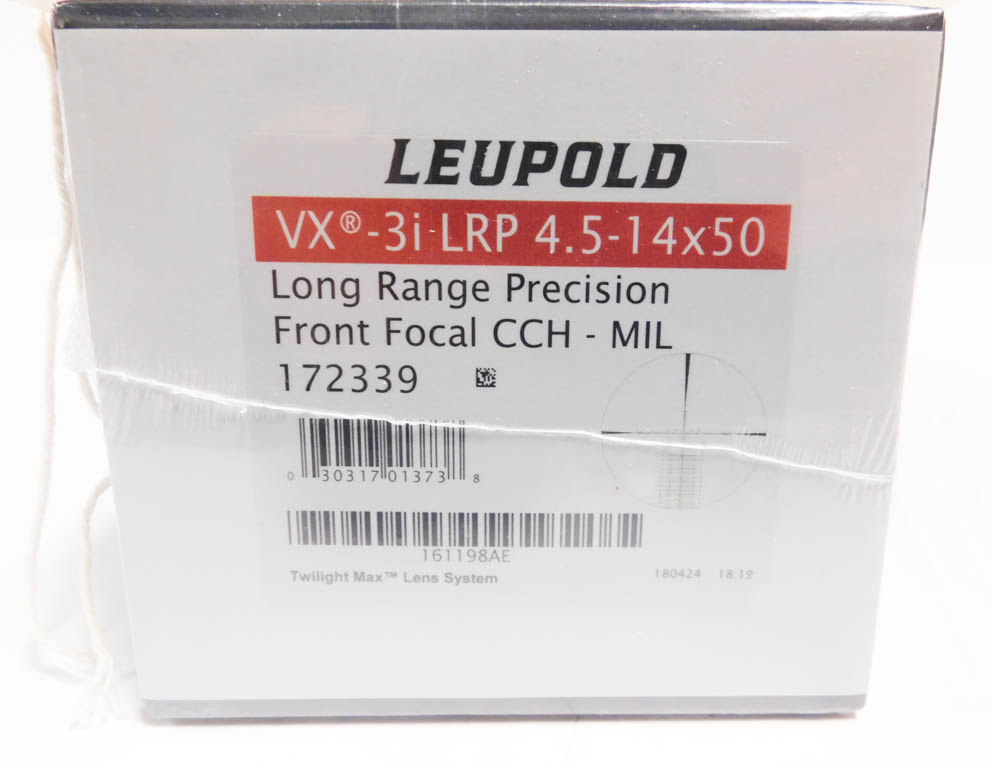 LEUPOLD
VX®-3i LRP 4.5-14x50
Long Range Precision
Front Focal CCH - MIL
172339
0 30317 01373 8
161198AE
Twilight Max™ Lens System
180424 18:19